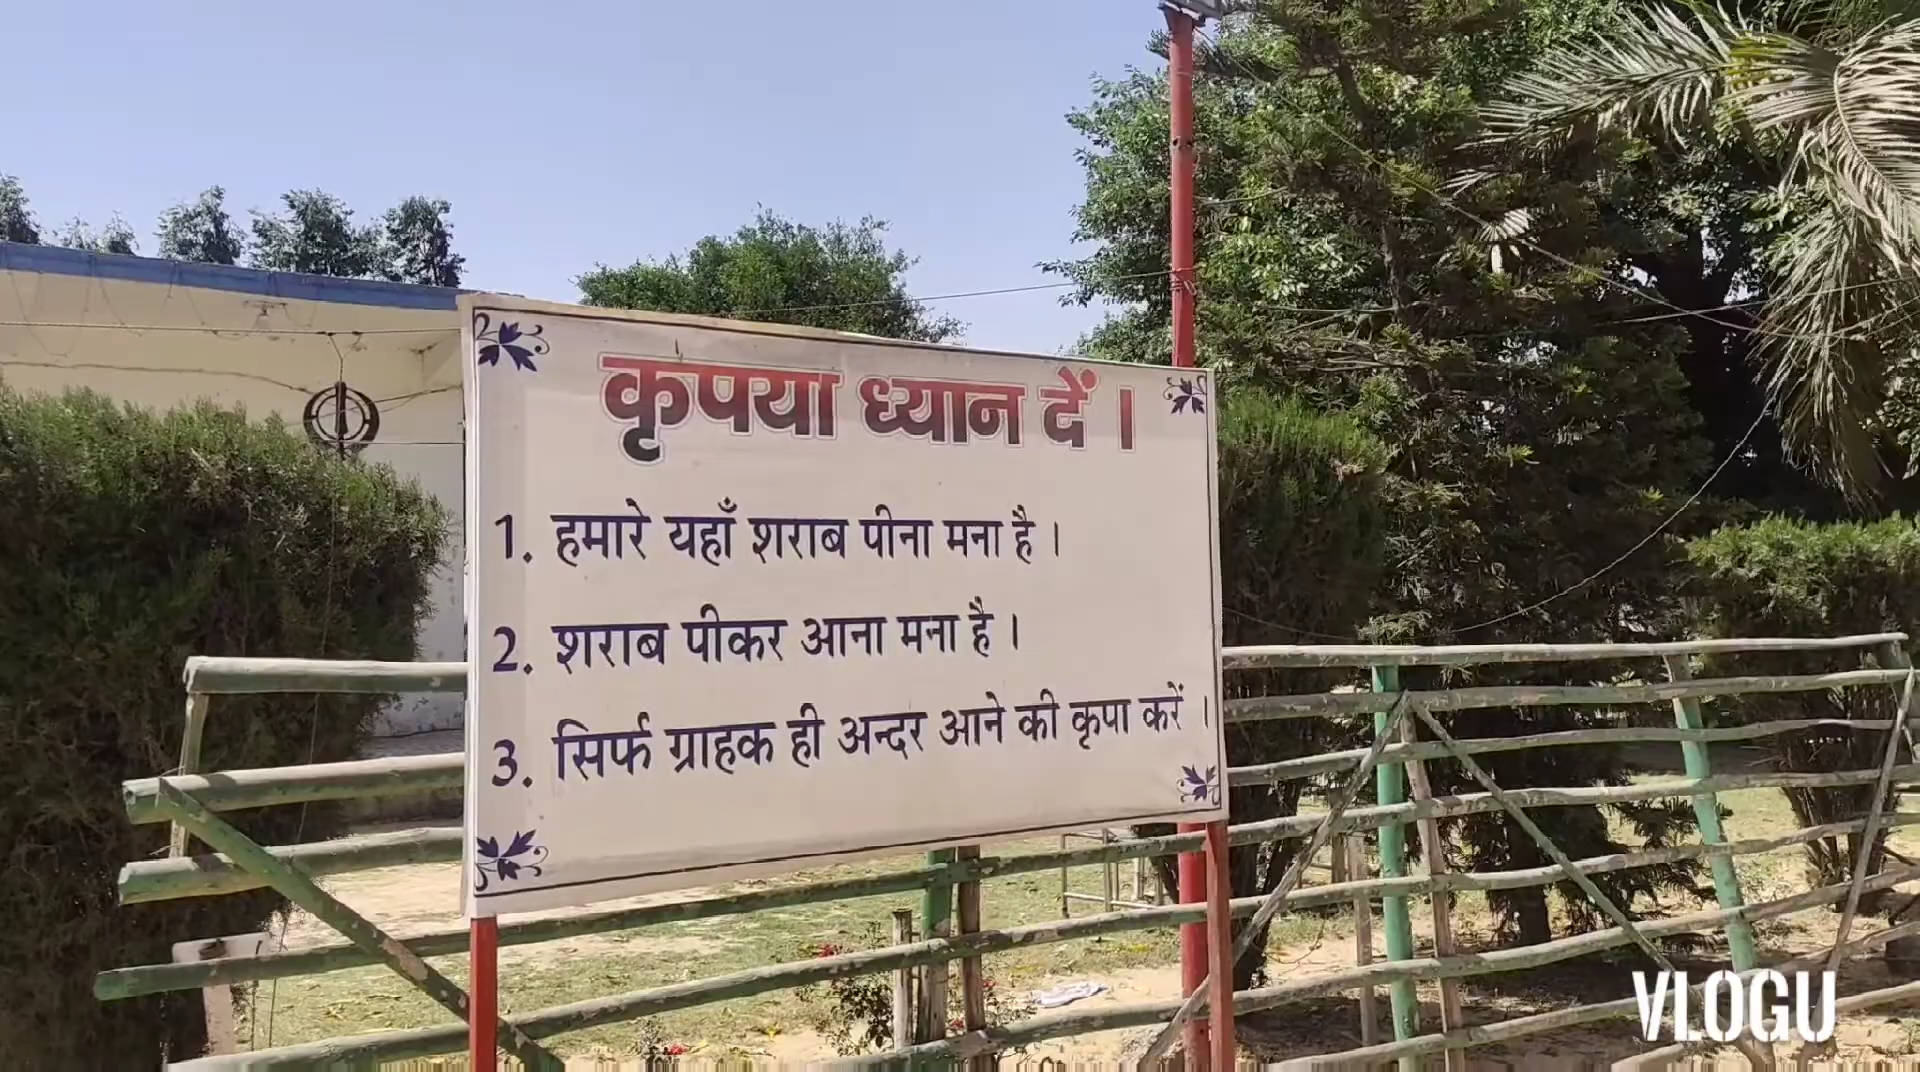 कृपया ध्यान दें ।
1. हमारे यहाँ शराब पीना मना है ।
2. शराब पीकर आना मना है ।
3. सिर्फ ग्राहक ही अन्दर आने की कृपा करें ।
VLOGU